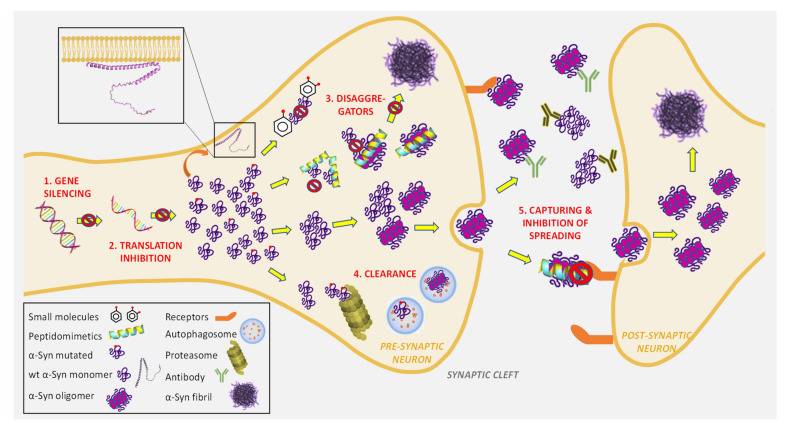 1. GENE
SILENCING
2. TRANSLATION
INHIBITION
3. DISAGGRE-
GATORS
4. CLEARANCE
5. CAPTURING &
INHIBITION OF
SPREADING
PRE-SYNAPTIC
NEURON
SYNAPTIC CLEFT
POST-SYNAPTIC
NEURON
Small molecules
Peptidomimetics
α-Syn mutated
wt α-Syn monomer
α-Syn oligomer
Receptors
Autophagosome
Proteasome
Antibody
α-Syn fibril